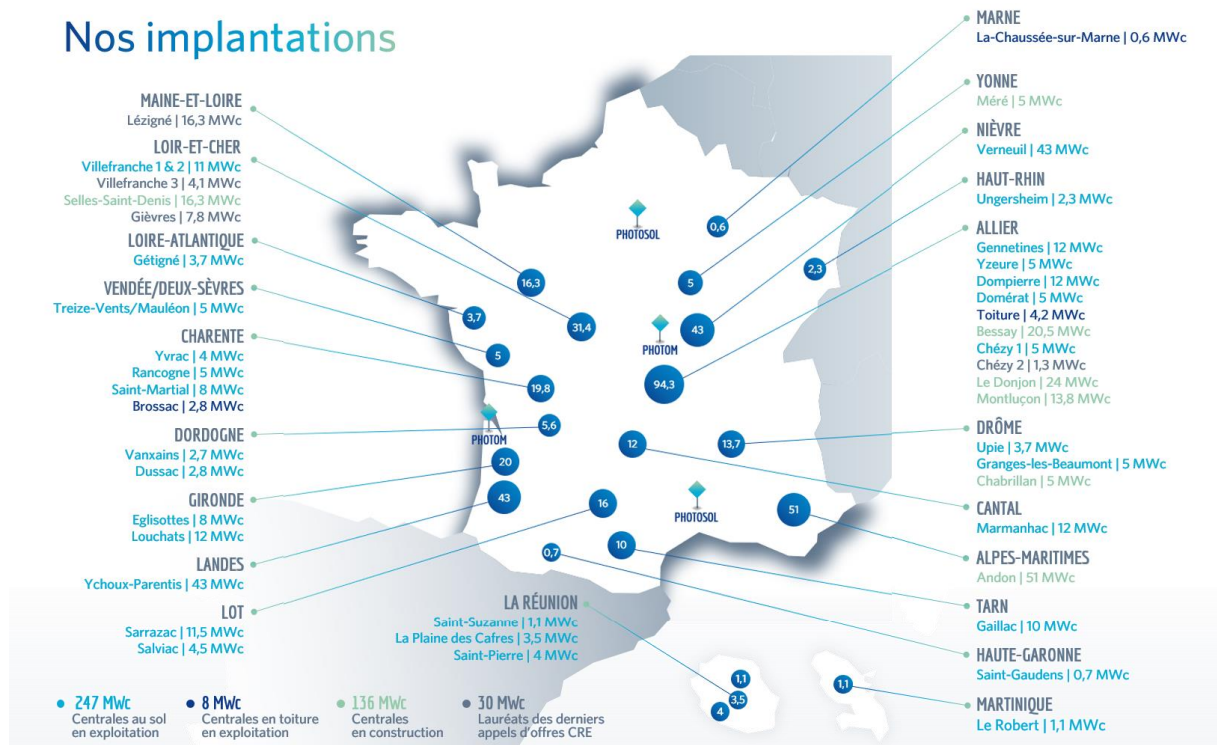 Nos implantations
MAINE-ET-LOIRE
Lézigné | 16,3 MWc
LOIR-ET-CHER
Villefranche 1 & 2 | 11 MWc
Villefranche 3 | 4,1 MWc
Selles-Saint-Denis | 16,3 MWc
Gièvres | 7,8 MWc
LOIRE-ATLANTIQUE
Gétigné | 3,7 MWc
VENDÉE/DEUX-SÈVRES
Treize-Vents/Mauléon | 5 MWc
CHARENTE
Yvrac | 4 MWc
Rancogne | 5 MWc
Saint-Martial | 8 MWc
Brossac | 2,8 MWc
DORDOGNE
Vanxains | 2,7 MWc
Dussac | 2,8 MWc
GIRONDE
Eglisottes | 8 MWc
Louchats | 12 MWc
LANDES
Ychoux-Parentis | 43 MWc
LOT
Sarrazac | 11,5 MWc
Salviac | 4,5 MWc
LA RÉUNION
Saint-Suzanne | 1,1 MWc
La Plaine des Cafres | 3,5 MWc
Saint-Pierre | 4 MWc
PHOTOSOL
0,6
16,3
5
2,3
3,7
31,4
43
PHOTOM
5
94,3
19,8
5,6
PHOTOM
12
13,7
20
43
16
PHOTOSOL
51
0,7
10
1,1
3,5
4
1,1
MARNE
La-Chaussée-sur-Marne | 0,6 MWc
YONNE
Méré | 5 MWc
NIÈVRE
Verneuil | 43 MWc
HAUT-RHIN
Ungersheim | 2,3 MWc
ALLIER
Gennetines | 12 MWc
Yzeure | 5 MWc
Dompierre | 12 MWc
Domérat | 5 MWc
Toiture | 4,2 MWc
Bessay | 20,5 MWc
Chézy 1 | 5 MWc
Chézy 2 | 1,3 MWc
Le Donjon | 24 MWc
Montluçon | 13,8 MWc
DRÔME
Upie | 3,7 MWc
Granges-les-Beaumont | 5 MWc
Chabrillan | 5 MWc
CANTAL
Marmanhac | 12 MWc
ALPES-MARITIMES
Andon | 51 MWc
TARN
Gaillac | 10 MWc
HAUTE-GARONNE
Saint-Gaudens | 0,7 MWc
MARTINIQUE
Le Robert | 1,1 MWc
247 MWc
Centrales au sol
en exploitation
8 MWc
Centrales en toiture
en exploitation
136 MWc
Centrales
en construction
30 MWc
Lauréats des derniers
appels d'offres CRE